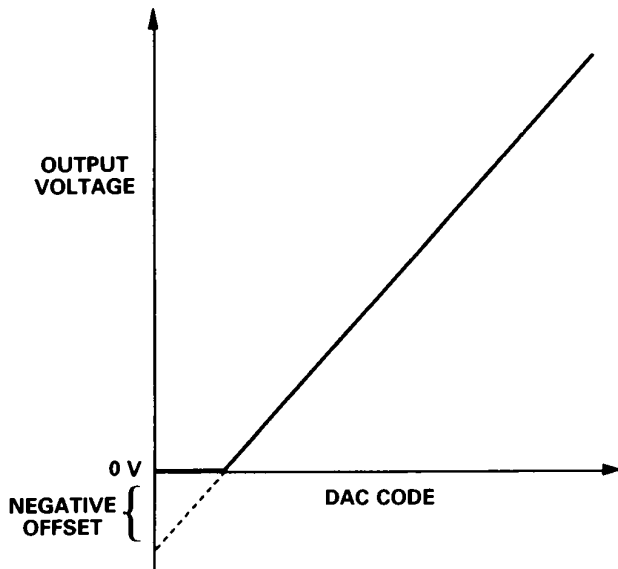 OUTPUT
VOLTAGE
0 V
NEGATIVE
OFFSET
DAC CODE